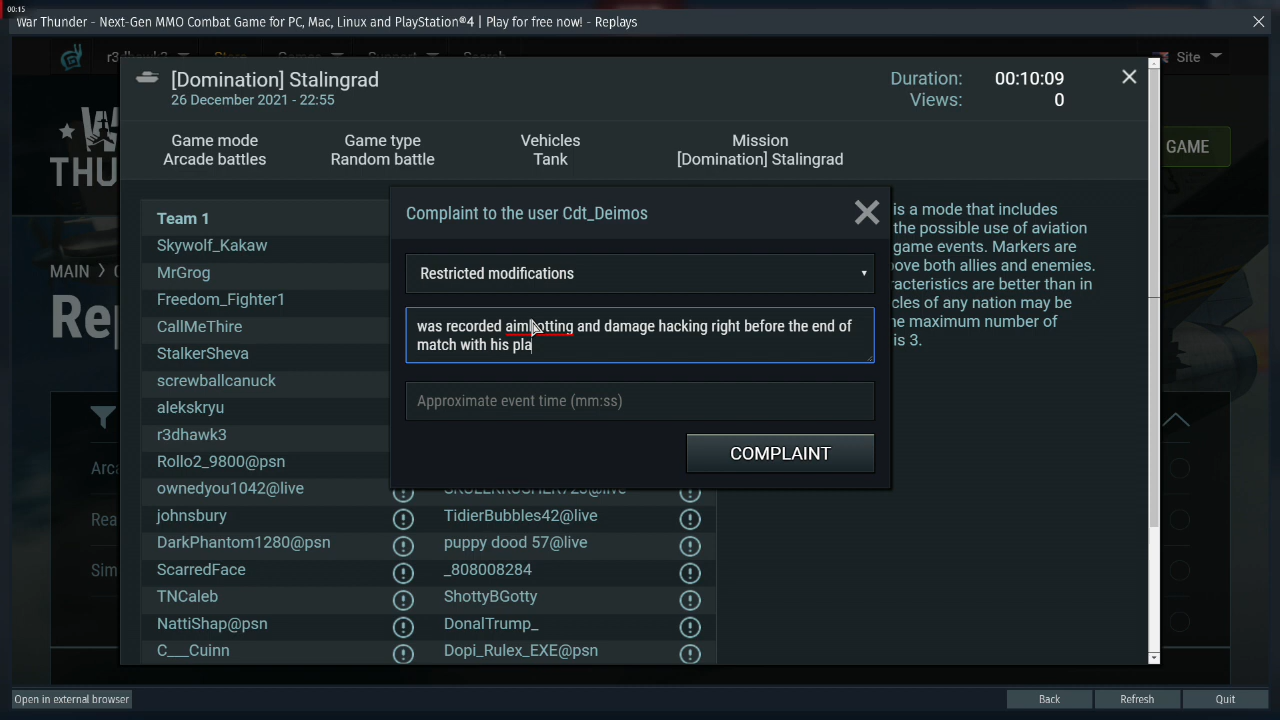 00:15
War Thunder - Next-Gen MMO Combat Game for PC, Mac, Linux and PlayStation®4 | Play for free now! - Replays
Store
Games
Support
Search
Site
[Domination] Stalingrad
26 December 2021 - 22:55
Duration: 00:10:09
Views: 0
Game mode
Arcade battles
Game type
Random battle
Vehicles
Tank
Mission
[Domination] Stalingrad
GAME
MAIN
Complaint to the user Cdt_Deimos
Restricted modifications
was recorded aimbotting and damage hacking right before the end of
match with his pla
Approximate event time (mm:ss)
COMPLAINT
Team 1
Skywolf_Kakaw
MrGrog
Freedom_Fighter1
CallMeThire
StalkerSheva
screwballcanuck
alekskryu
r3dhawk3
Rollo2_9800@psn
ownedyou1042@live
johnsbury TidierBubbles42@live
DarkPhantom1280@psn puppy dood 57@live
ScarredFace _808008284
TNCaleb ShottyBGotty
NattiShap@psn DonalTrump_
C___Cuinn Dopi_Rulex_EXE@psn
is a mode that includes
the possible use of aviation
game events. Markers are
ove both allies and enemies.
racteristics are better than in
cles of any nation may be
ne maximum number of
is 3.
Arca
Rea
Sim
Open in external browser
Back
Refresh
Quit